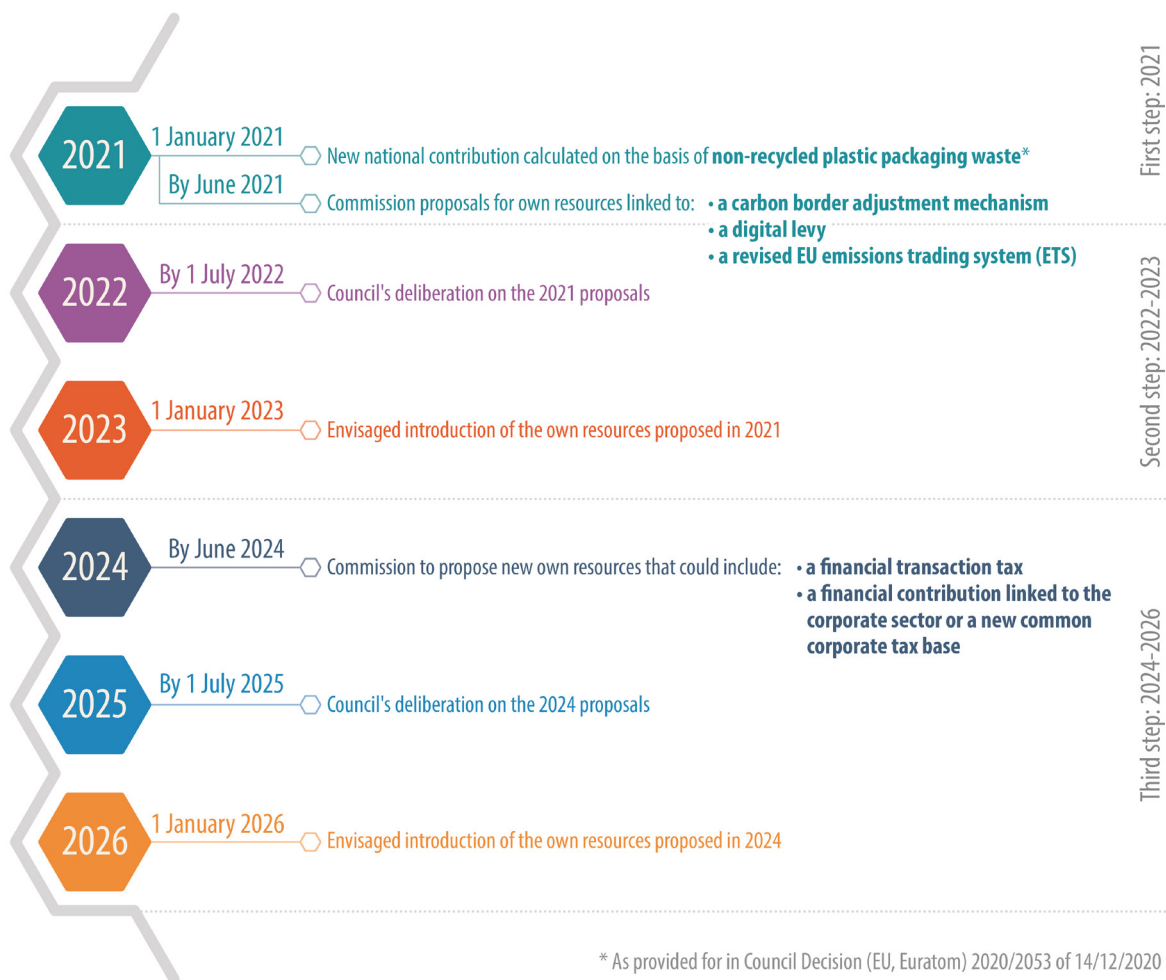 First step: 2021
2021
1 January 2021
New national contribution calculated on the basis of non-recycled plastic packaging waste*
By June 2021
Commission proposals for own resources linked to:
• a carbon border adjustment mechanism
• a digital levy
• a revised EU emissions trading system (ETS)
Second step: 2022-2023
2022
By 1 July 2022
Council's deliberation on the 2021 proposals
2023
1 January 2023
Envisaged introduction of the own resources proposed in 2021
Third step: 2024-2026
2024
By June 2024
Commission to propose new own resources that could include:
• a financial transaction tax
• a financial contribution linked to the
corporate sector or a new common
corporate tax base
2025
By 1 July 2025
Council's deliberation on the 2024 proposals
2026
1 January 2026
Envisaged introduction of the own resources proposed in 2024
* As provided for in Council Decision (EU, Euratom) 2020/2053 of 14/12/2020